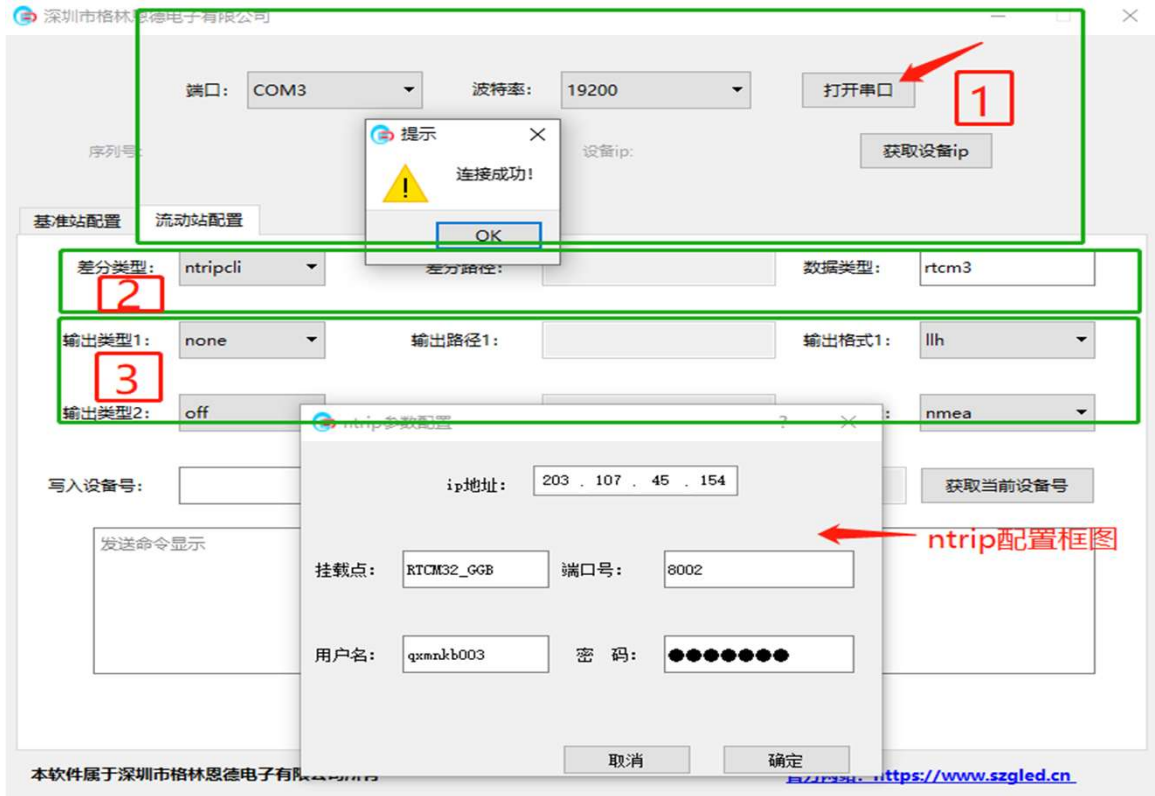 深圳市格林恩德电子有限公司
端口： COM3 波特率： 19200 打开串口 1
提示
序列号: 设备ip: 获取设备ip
连接成功!
OK
基准站配置 流动站配置
差分类型: ntripcli 差分路径: 数据类型: rtcm3
2
输出类型1: none 输出路径1: 输出格式1: llh
3
输出类型2: off : nmea
ntrip参数配置 ?
写入设备号: 获取当前设备号
ip地址: 203 . 107 . 45 . 154
发送命令显示
ntrip配置框图
挂载点: RTCM32_GGB 端口号: 8002
用户名: qxmnkb003 密 码: ●●●●●●●
取消 确定
本软件属于深圳市格林恩德电子有限公司所有
官方网站: https://www.szgled.cn